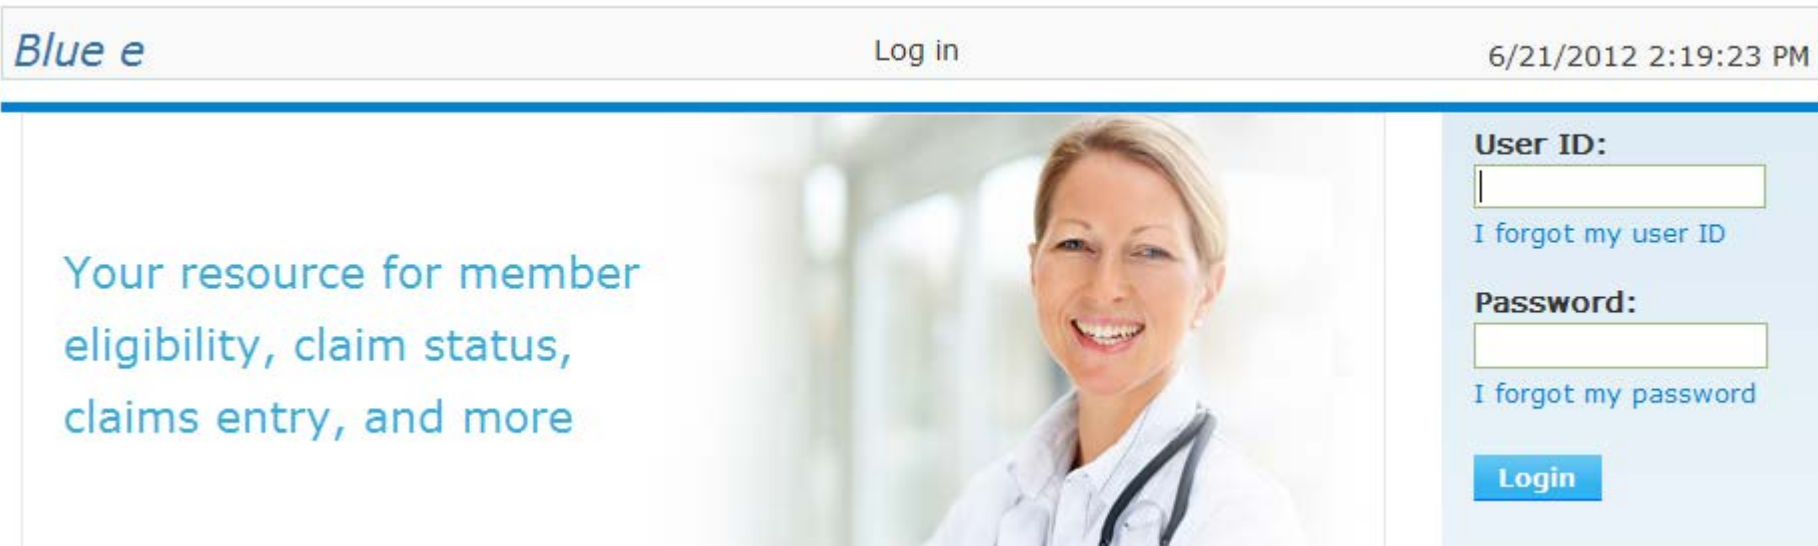 Blue e
Log in
6/21/2012 2:19:23 PM
Your resource for member
eligibility, claim status,
claims entry, and more
User ID:
I forgot my user ID
Password:
I forgot my password
Login